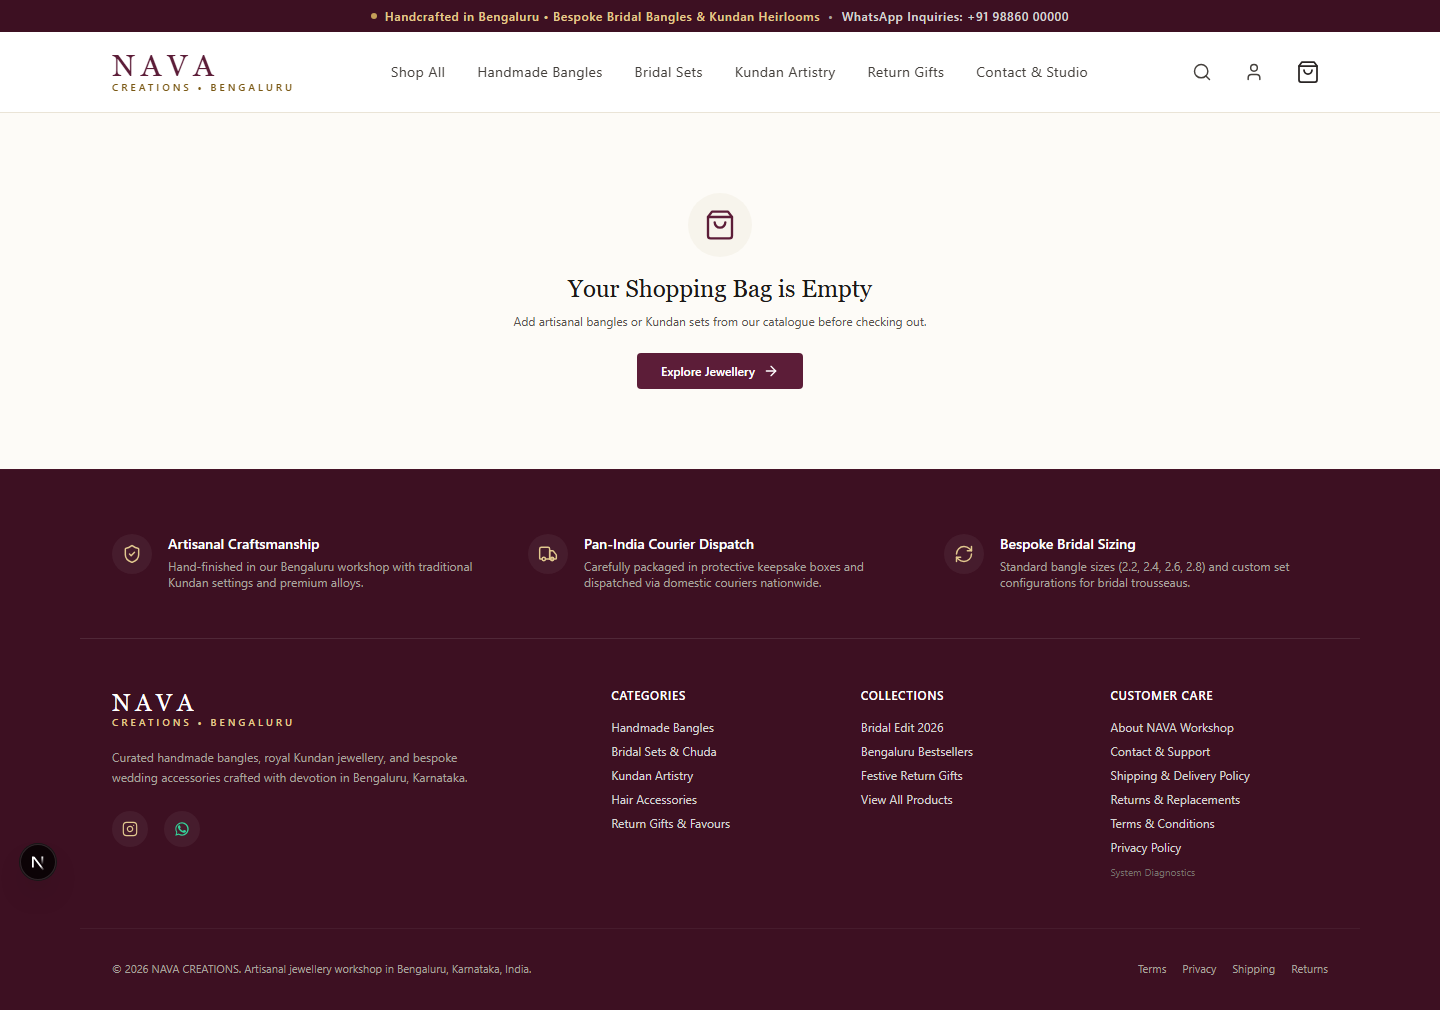 Handcrafted in Bengaluru • Bespoke Bridal Bangles & Kundan Heirlooms • WhatsApp Inquiries: +91 98860 00000
NAVA
CREATIONS • BENGALURU
Shop All
Handmade Bangles
Bridal Sets
Kundan Artistry
Return Gifts
Contact & Studio
Your Shopping Bag is Empty
Add artisanal bangles or Kundan sets from our catalogue before checking out.
Explore Jewellery →
Artisanal Craftsmanship
Hand-finished in our Bengaluru workshop with traditional
Kundan settings and premium alloys.
Pan-India Courier Dispatch
Carefully packaged in protective keepsake boxes and
dispatched via domestic couriers nationwide.
Bespoke Bridal Sizing
Standard bangle sizes (2.2, 2.4, 2.6, 2.8) and custom set
configurations for bridal trousseaus.
NAVA
CREATIONS • BENGALURU
Curated handmade bangles, royal Kundan jewellery, and bespoke
wedding accessories crafted with devotion in Bengaluru, Karnataka.
CATEGORIES
Handmade Bangles
Bridal Sets & Chuda
Kundan Artistry
Hair Accessories
Return Gifts & Favours
COLLECTIONS
Bridal Edit 2026
Bengaluru Bestsellers
Festive Return Gifts
View All Products
CUSTOMER CARE
About NAVA Workshop
Contact & Support
Shipping & Delivery Policy
Returns & Replacements
Terms & Conditions
Privacy Policy
System Diagnostics
N
© 2026 NAVA CREATIONS. Artisanal jewellery workshop in Bengaluru, Karnataka, India.
Terms
Privacy
Shipping
Returns